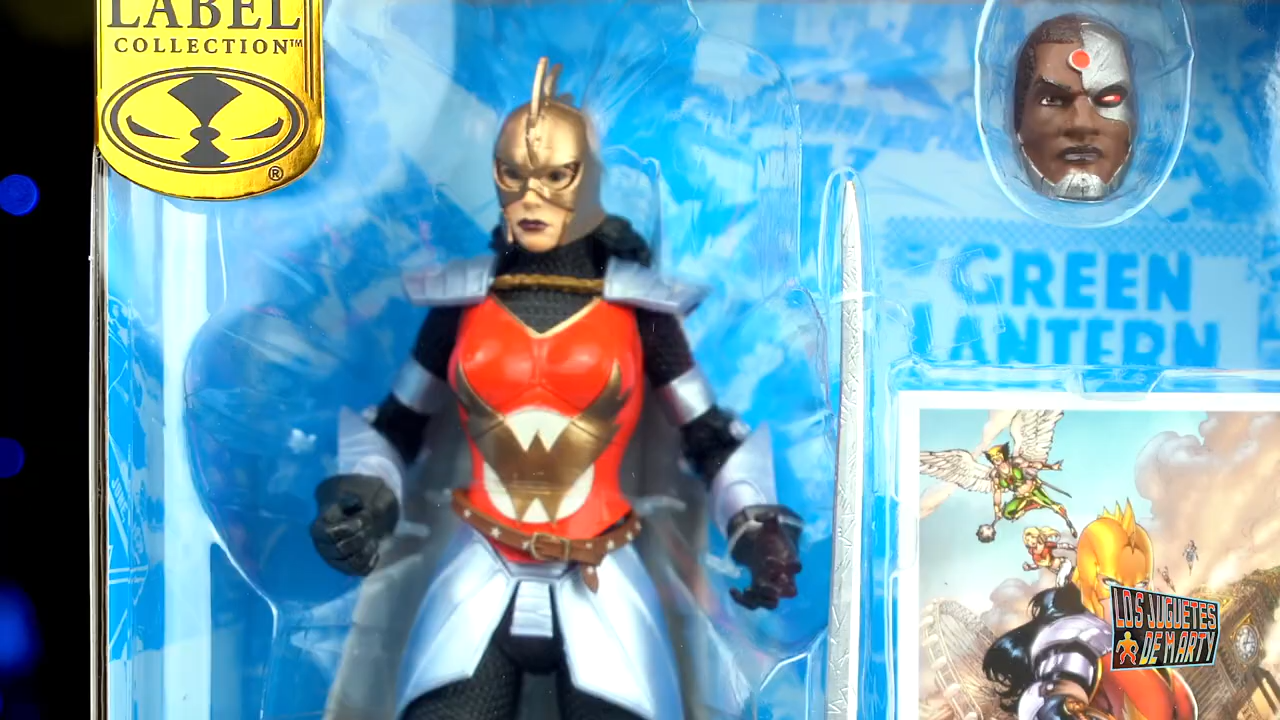 LABEL
COLLECTION™
®
GREEN
LANTERN
LOS JUGUETES
DE MARTY